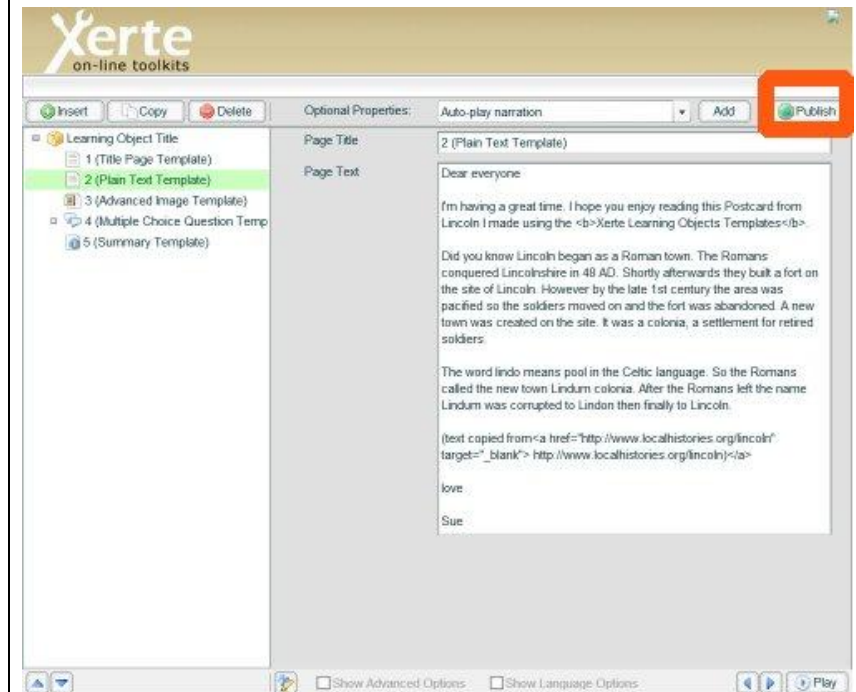 Xerte
on-line toolkits
Insert Copy Delete Optional Properties: Auto-play narration Add Publish
Learning Object Title
1 (Title Page Template)
2 (Plain Text Template)
3 (Advanced Image Template)
4 (Multiple Choice Question Temp
5 (Summary Template)
Page Title 2 (Plain Text Template)
Page Text
Dear everyone
I'm having a great time. I hope you enjoy reading this Postcard from
Lincoln I made using the <b>Xerte Learning Objects Templates</b>.
Did you know Lincoln began as a Roman town. The Romans
conquered Lincolnshire in 48 AD. Shortly afterwards they built a fort on
the site of Lincoln. However by the late 1st century the area was
pacified so the soldiers moved on and the fort was abandoned. A new
town was created on the site. It was a colonia, a settlement for retired
soldiers.
The word lindo means pool in the Celtic language. So the Romans
called the new town Lindum colonia. After the Romans left the name
Lindum was corrupted to Lindon then finally to Lincoln.
(text copied from<a href="http://www.localhistories.org/lincoln"
target="_blank"> http://www.localhistories.org/lincoln)</a>
love
Sue
Show Advanced Options Show Language Options Play